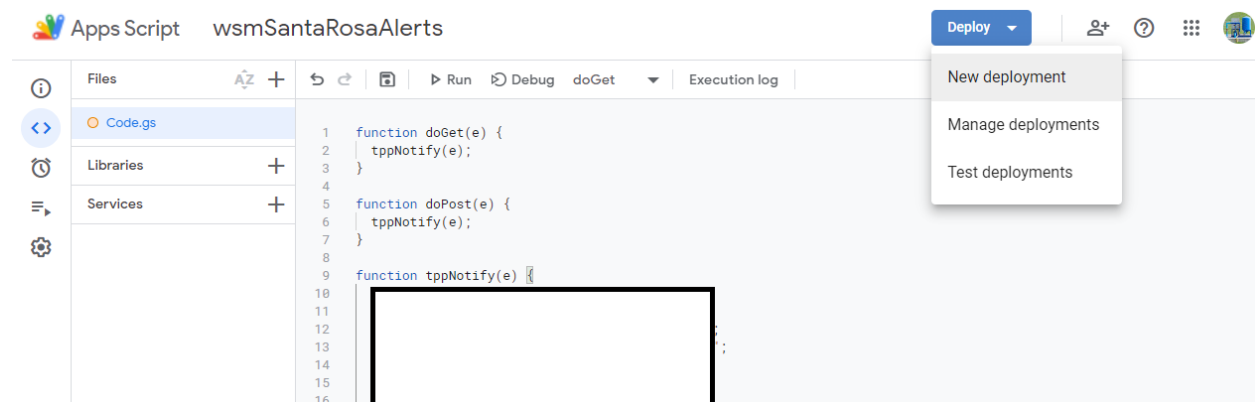 Apps Script wsmSantaRosaAlerts Deploy
New deployment
Manage deployments
Test deployments
Files AZ
Run Debug doGet Execution log
Code.gs
Libraries
Services
1 function doGet(e) {
2 tppNotify(e);
3 }
4
5 function doPost(e) {
6 tppNotify(e);
7 }
8
9 function tppNotify(e) {
10
11
12 ;
13 ';
14
15
16